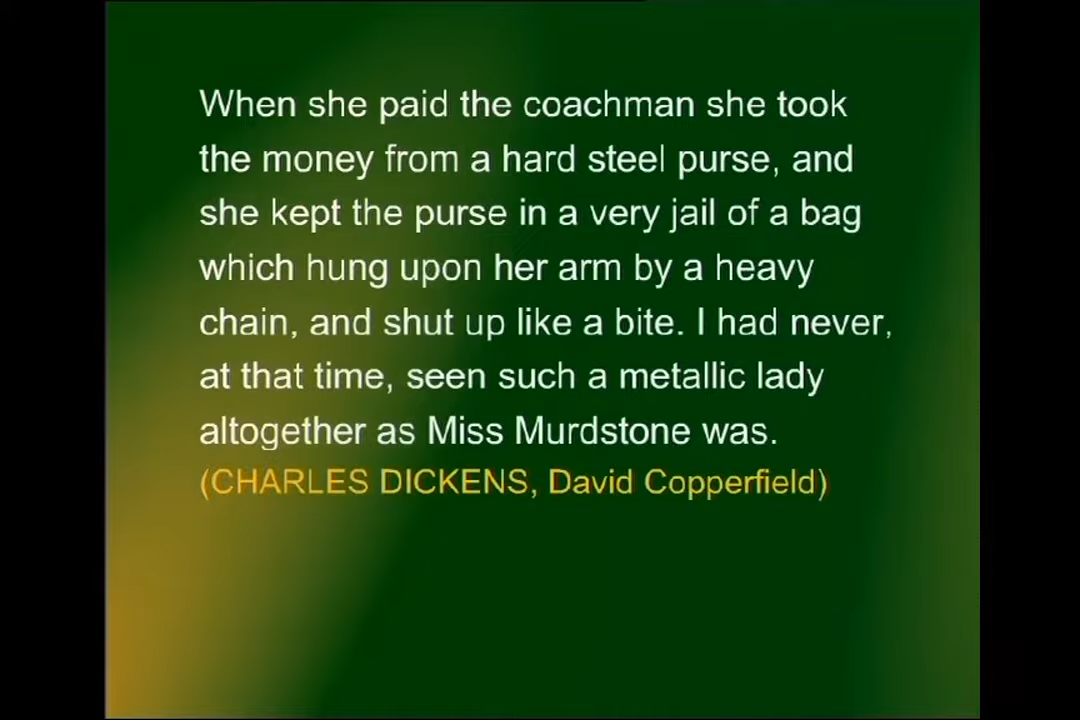 When she paid the coachman she took
the money from a hard steel purse, and
she kept the purse in a very jail of a bag
which hung upon her arm by a heavy
chain, and shut up like a bite. I had never,
at that time, seen such a metallic lady
altogether as Miss Murdstone was.
(CHARLES DICKENS, David Copperfield)